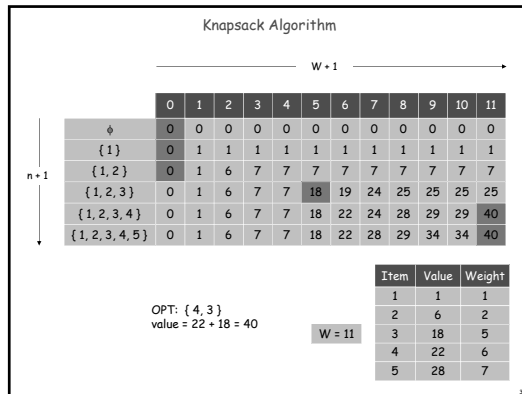 Knapsack Algorithm
W + 1
0 1 2 3 4 5 6 7 8 9 10 11
ϕ 0 0 0 0 0 0 0 0 0 0 0 0
{ 1 } 0 1 1 1 1 1 1 1 1 1 1 1
n + 1
{ 1, 2 } 0 1 6 7 7 7 7 7 7 7 7 7
{ 1, 2, 3 } 0 1 6 7 7 18 19 24 25 25 25 25
{ 1, 2, 3, 4 } 0 1 6 7 7 18 22 24 28 29 29 40
{ 1, 2, 3, 4, 5 } 0 1 6 7 7 18 22 28 29 34 34 40
Item Value Weight
1 1 1
OPT: { 4, 3 }
value = 22 + 18 = 40
2 6 2
W = 11
3 18 5
4 22 6
5 28 7